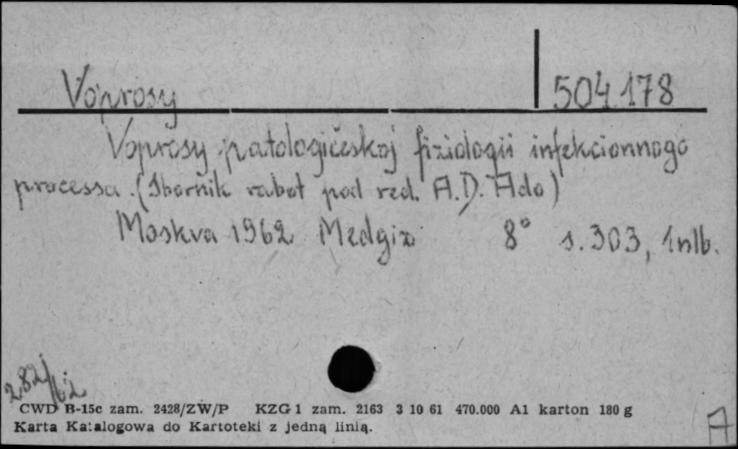 Voprosy
504.178
Voprosy patologičeskoj fiziologii infekcionnogo
processa. (Sbornik rabot pod red. A.D. Ado)
Moskva 1962 Medgiz 8° s. 303, 1 nlb.
282/62
CWD B-15c zam. 2428/ZW/P KZG 1 zam. 2163 3 10 61 470.000 A1 karton 180 g
Karta Katalogowa do Kartoteki z jedną linią.
A